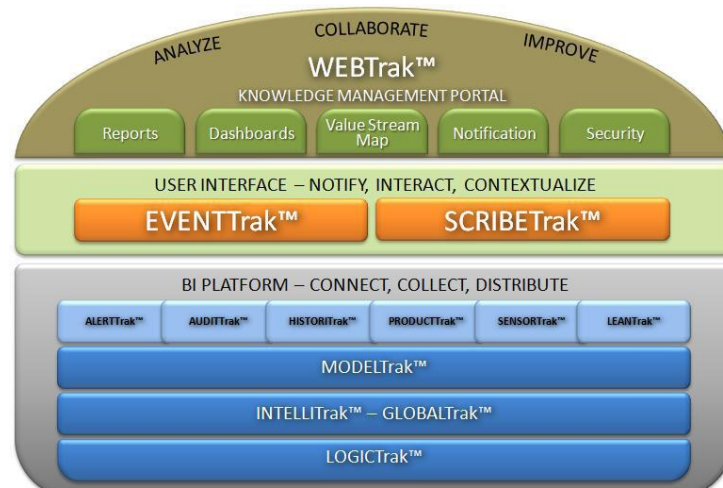 ANALYZE
COLLABORATE
IMPROVE
WEBTrak™
KNOWLEDGE MANAGEMENT PORTAL
Reports
Dashboards
Value Stream
Map
Notification
Security
USER INTERFACE – NOTIFY, INTERACT, CONTEXTUALIZE
EVENTTrak™
SCRIBETrak™
BI PLATFORM – CONNECT, COLLECT, DISTRIBUTE
ALERTTrak™
AUDITTrak™
HISTORITrak™
PRODUCTTrak™
SENSORTrak™
LEANTrak™
MODELTrak™
INTELLITrak™ – GLOBALTrak™
LOGICTrak™